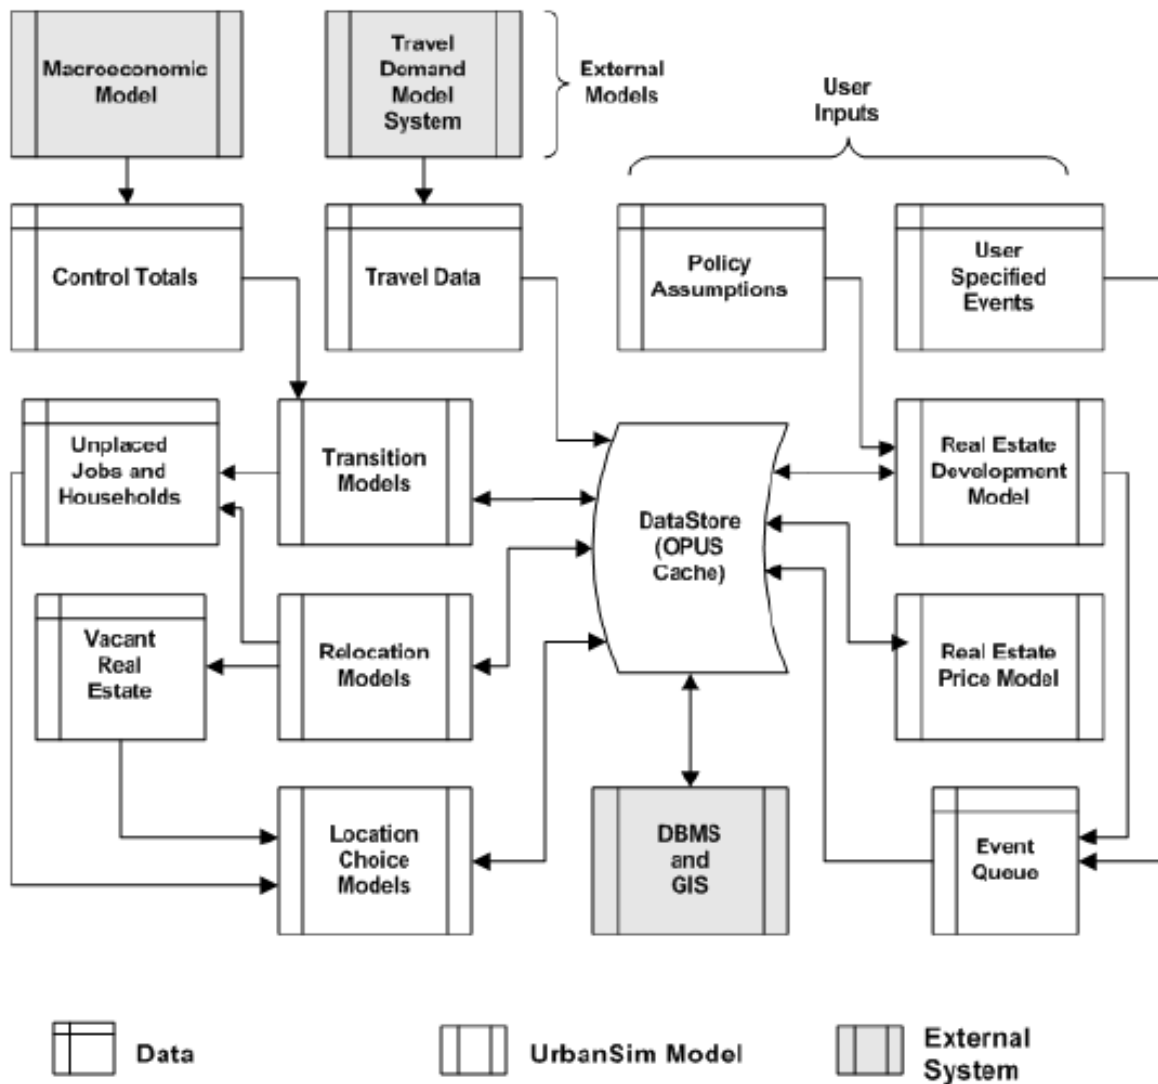 Macroeconomic
Model
Travel
Demand
Model
System
External
Models
User
Inputs
Control Totals
Travel Data
Policy
Assumptions
User
Specified
Events
Unplaced
Jobs and
Households
Transition
Models
DataStore
(OPUS
Cache)
Real Estate
Development
Model
Vacant
Real
Estate
Relocation
Models
Real Estate
Price Model
Location
Choice
Models
DBMS
and
GIS
Event
Queue
Data
UrbanSim Model
External
System